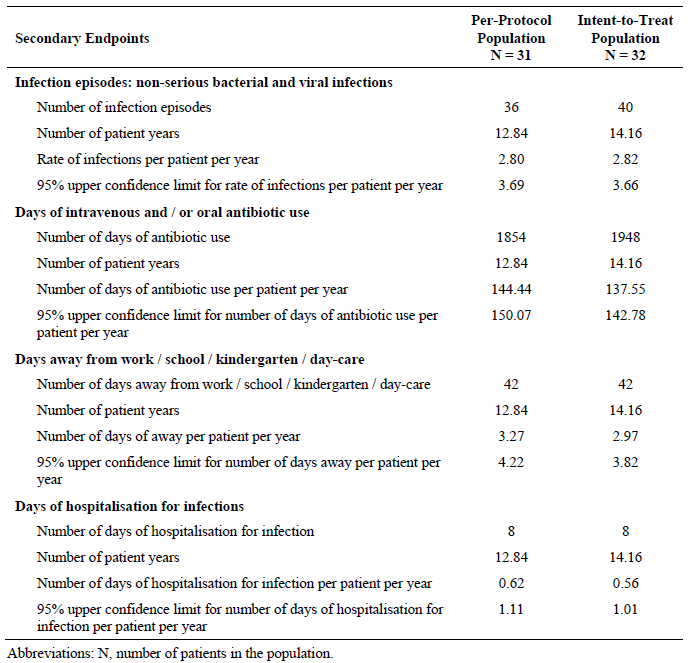 Secondary Endpoints Per-Protocol Population N = 31 Intent-to-Treat Population N = 32
Infection episodes: non-serious bacterial and viral infections
Number of infection episodes 36 40
Number of patient years 12.84 14.16
Rate of infections per patient per year 2.80 2.82
95% upper confidence limit for rate of infections per patient per year 3.69 3.66
Days of intravenous and / or oral antibiotic use
Number of days of antibiotic use 1854 1948
Number of patient years 12.84 14.16
Number of days of antibiotic use per patient per year 144.44 137.55
95% upper confidence limit for number of days of antibiotic use per 150.07 142.78
patient per year
Days away from work / school / kindergarten / day-care
Number of days away from work / school / kindergarten / day-care 42 42
Number of patient years 12.84 14.16
Number of days of away per patient per year 3.27 2.97
95% upper confidence limit for number of days away per patient per 4.22 3.82
year
Days of hospitalisation for infections
Number of days of hospitalisation for infection 8 8
Number of patient years 12.84 14.16
Number of days of hospitalisation for infection per patient per year 0.62 0.56
95% upper confidence limit for number of days of hospitalisation for 1.11 1.01
infection per patient per year
Abbreviations: N, number of patients in the population.